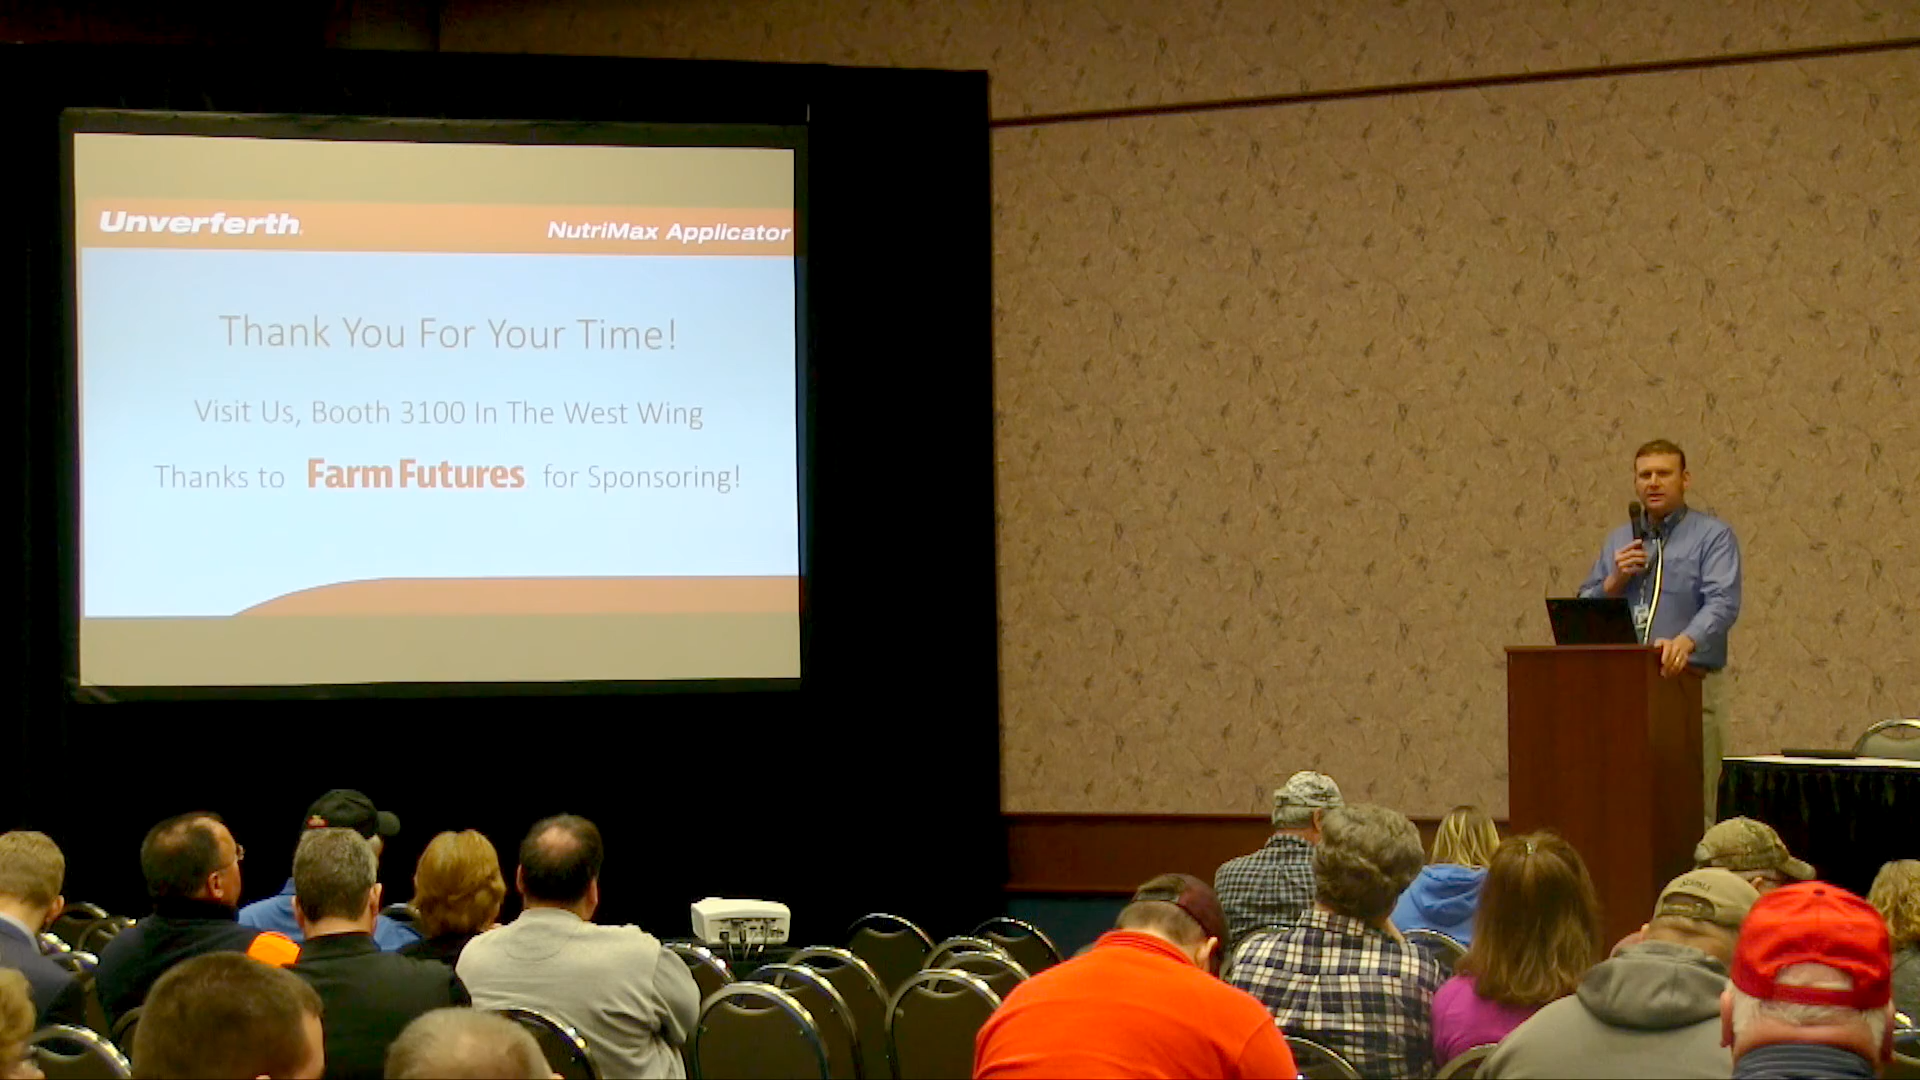 Unverferth
NutriMax Applicator
Thank You For Your Time!
Visit Us, Booth 3100 In The West Wing
Thanks to Farm Futures for Sponsoring!